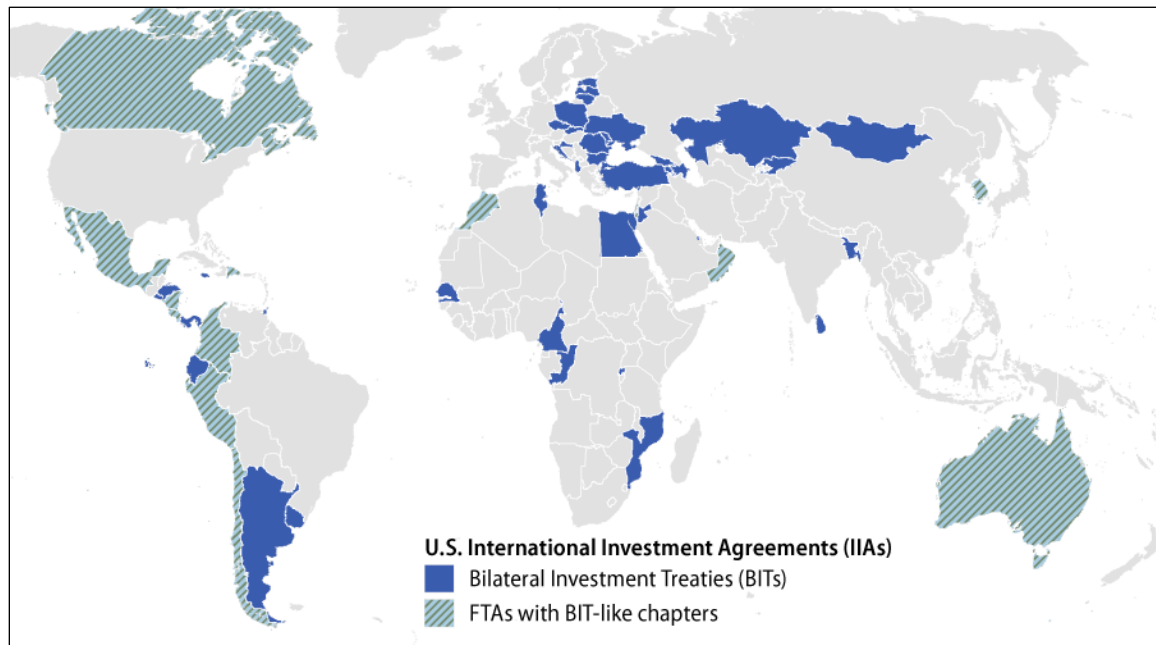 U.S. International Investment Agreements (IIAs)
Bilateral Investment Treaties (BITs)
FTAs with BIT-like chapters